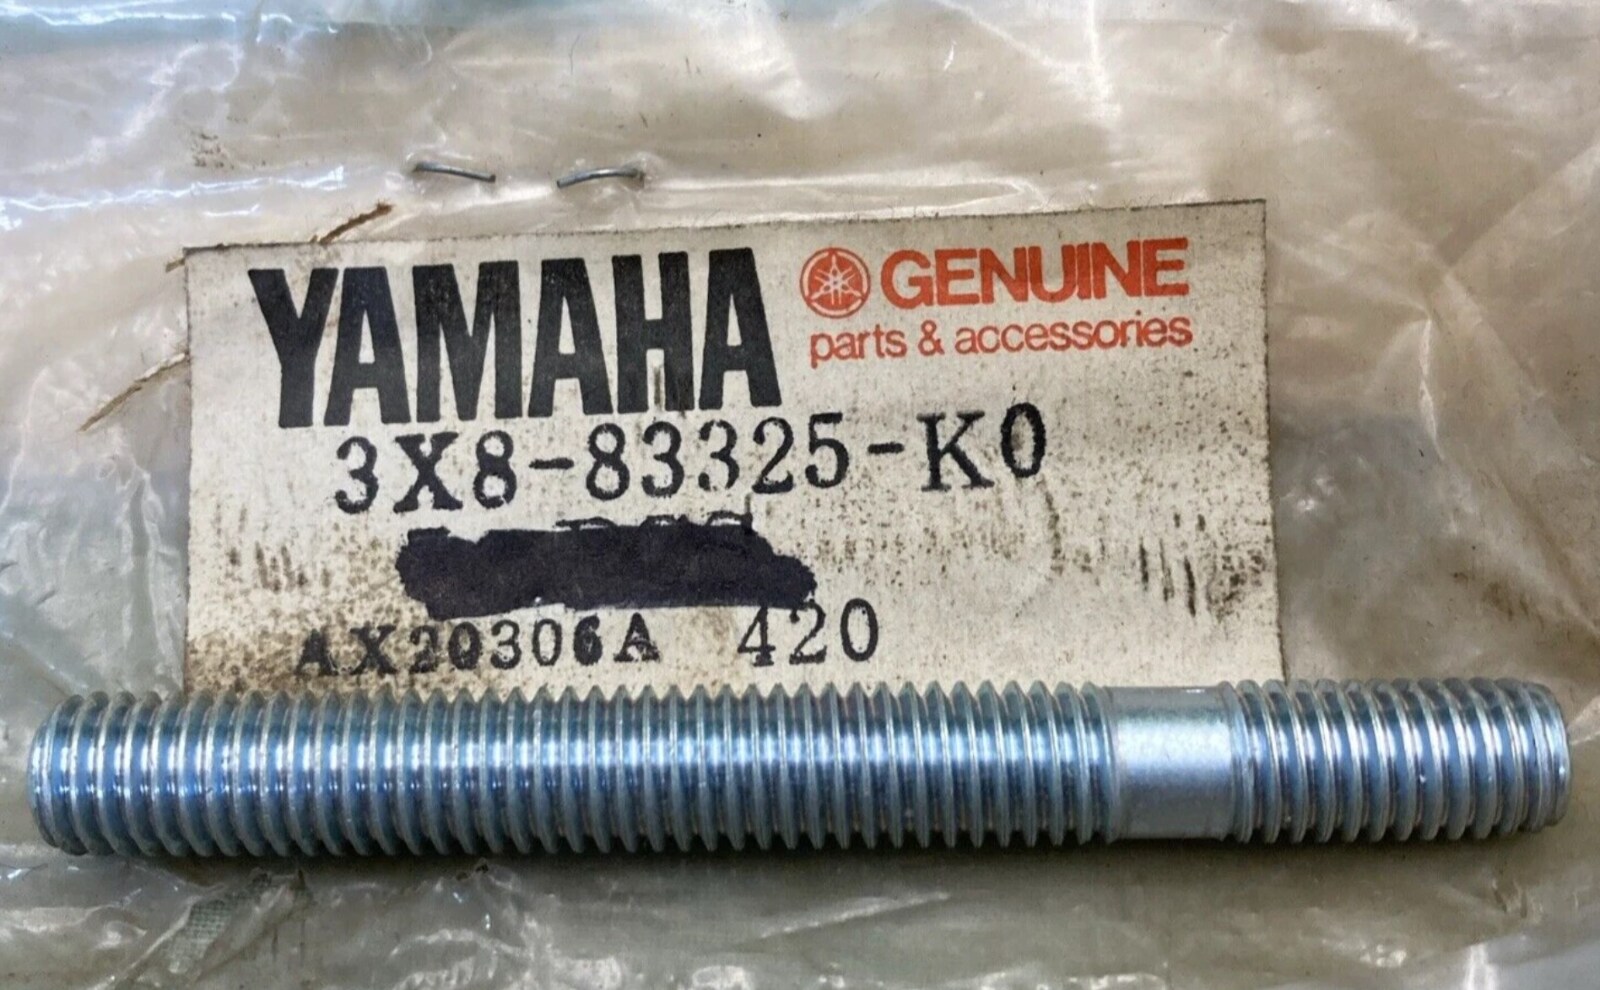 YAMAHA GENUINE
parts & accessories
3X8-83325-K0
AX20306A 420